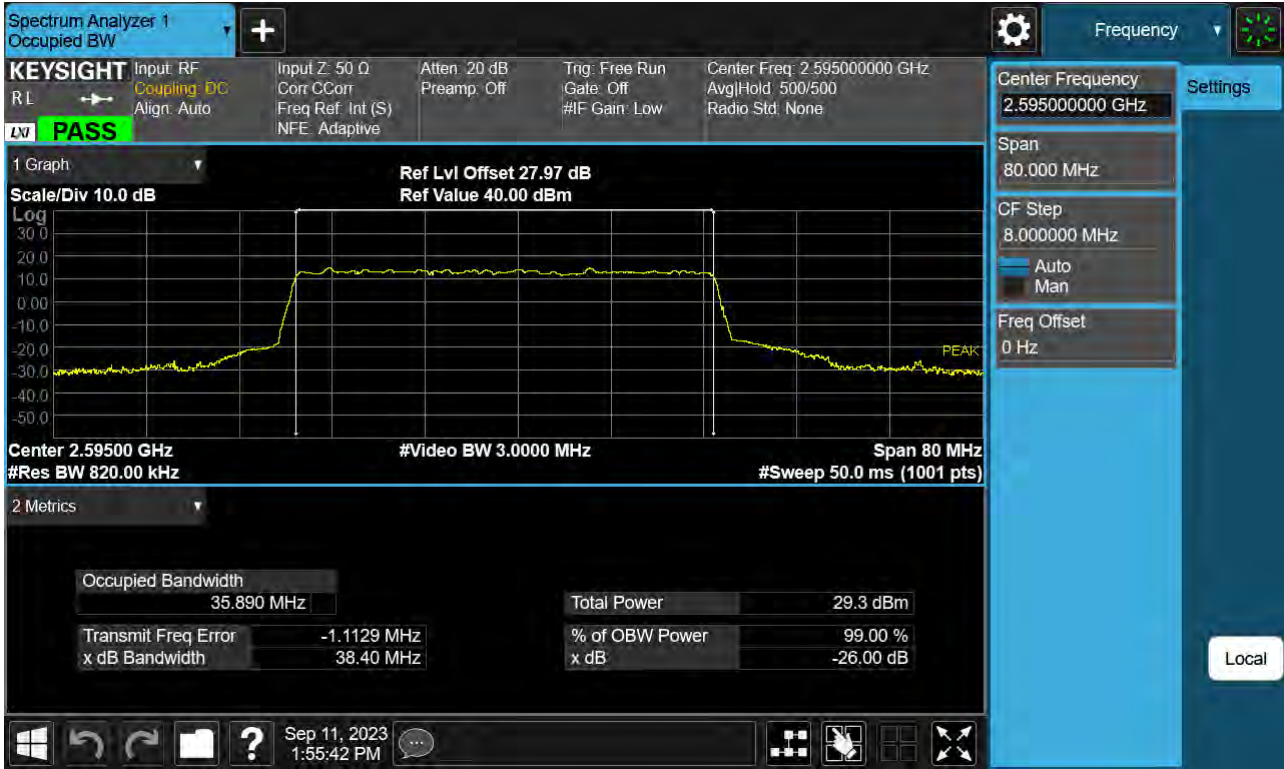 Spectrum Analyzer 1
Occupied BW
Frequency
KEYSIGHT
R L
LXI
PASS
Input: RF
Coupling: DC
Align: Auto
Input Z: 50 Ω
Corr CCorr
Freq Ref: Int (S)
NFE: Adaptive
Atten: 20 dB
Preamp: Off
Trig: Free Run
Gate: Off
#IF Gain: Low
Center Freq: 2.595000000 GHz
Avg|Hold: 500/500
Radio Std: None
1 Graph
Scale/Div 10.0 dB
Ref Lvl Offset 27.97 dB
Ref Value 40.00 dBm
Log
30.0
20.0
10.0
0.00
-10.0
-20.0
-30.0
-40.0
-50.0
PEAK
Center 2.59500 GHz
#Video BW 3.0000 MHz
Span 80 MHz
#Res BW 820.00 kHz
#Sweep 50.0 ms (1001 pts)
2 Metrics
Occupied Bandwidth
35.890 MHz
Transmit Freq Error -1.1129 MHz
x dB Bandwidth 38.40 MHz
Total Power 29.3 dBm
% of OBW Power 99.00 %
x dB -26.00 dB
Center Frequency
2.595000000 GHz
Span
80.000 MHz
CF Step
8.000000 MHz
Auto
Man
Freq Offset
0 Hz
Settings
Local
?
Sep 11, 2023
1:55:42 PM